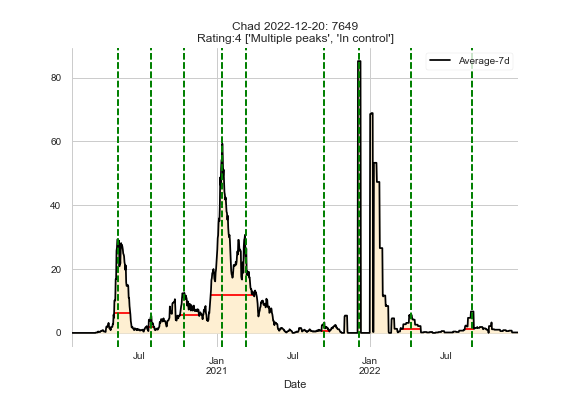 Chad 2022-12-20: 7649
Rating:4 ['Multiple peaks', 'In control']
Average-7d
80
60
40
20
0
Jul
Jan
2021
Jul
Jan
2022
Jul
Date